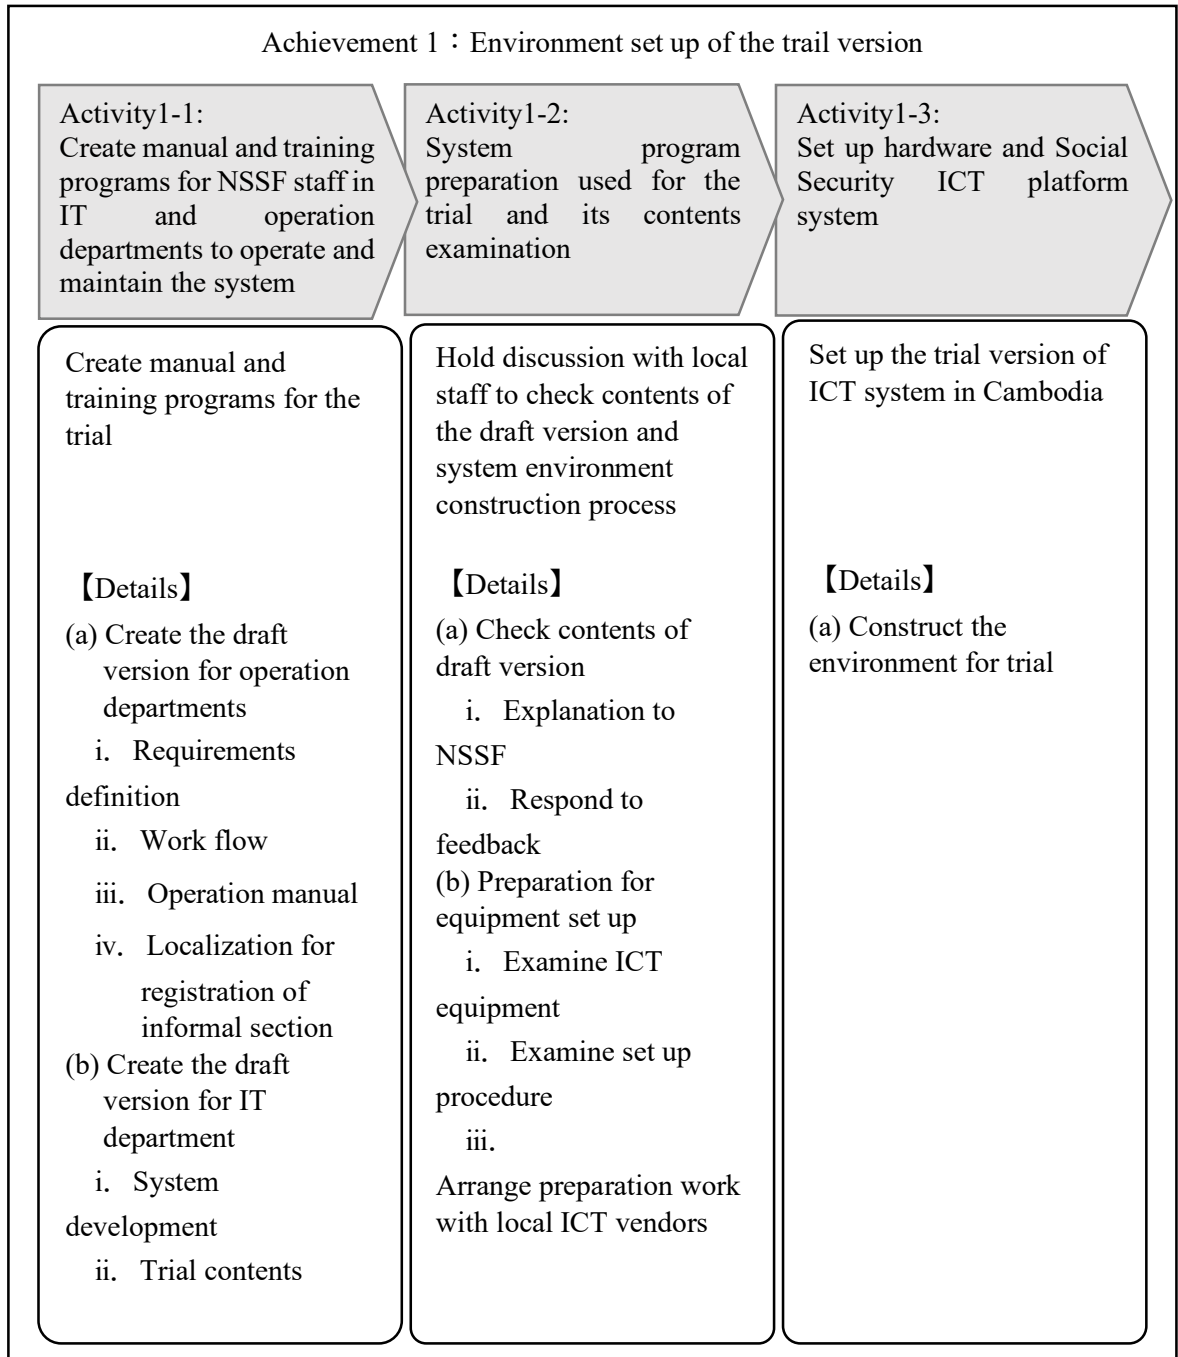 Achievement 1：Environment set up of the trail version
Activity1-1:
Create manual and training
programs for NSSF staff in
IT and operation
departments to operate and
maintain the system
Activity1-2:
System program
preparation used for the
trial and its contents
examination
Activity1-3:
Set up hardware and Social
Security ICT platform
system
Create manual and
training programs for the
trial
【Details】
(a) Create the draft
version for operation
departments
i. Requirements
definition
ii. Work flow
iii. Operation manual
iv. Localization for
registration of
informal section
(b) Create the draft
version for IT
department
i. System
development
ii. Trial contents
Hold discussion with local
staff to check contents of
the draft version and
system environment
construction process
【Details】
(a) Check contents of
draft version
i. Explanation to
NSSF
ii. Respond to
feedback
(b) Preparation for
equipment set up
i. Examine ICT
equipment
ii. Examine set up
procedure
iii.
Arrange preparation work
with local ICT vendors
Set up the trial version of
ICT system in Cambodia
【Details】
(a) Construct the
environment for trial